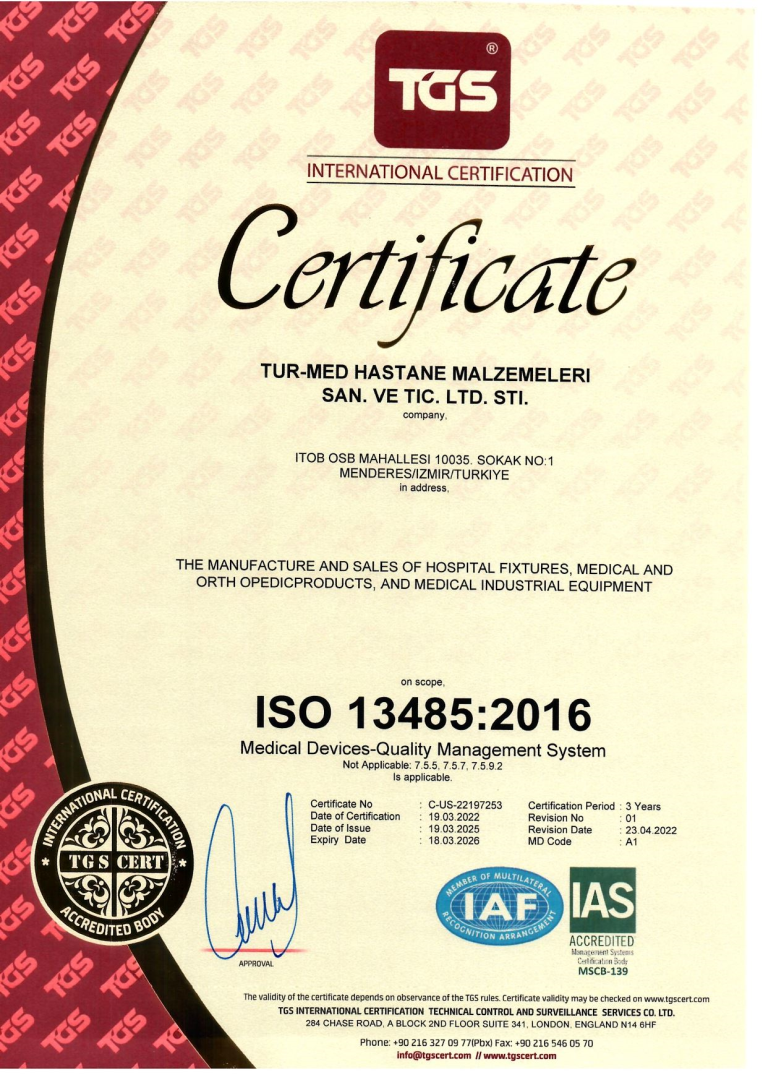 TGS
®
INTERNATIONAL CERTIFICATION
Certificate
TUR-MED HASTANE MALZEMELERI
SAN. VE TIC. LTD. STI.
company,
ITOB OSB MAHALLESI 10035. SOKAK NO:1
MENDERES/IZMIR/TURKIYE
in address,
THE MANUFACTURE AND SALES OF HOSPITAL FIXTURES, MEDICAL AND
ORTH OPEDICPRODUCTS, AND MEDICAL INDUSTRIAL EQUIPMENT
on scope,
ISO 13485:2016
Medical Devices-Quality Management System
Not Applicable: 7.5.5, 7.5.7, 7.5.9.2
Is applicable.
Certificate No : C-US-22197253
Date of Certification : 19.03.2022
Date of Issue : 19.03.2025
Expiry Date : 18.03.2026
Certification Period : 3 Years
Revision No : 01
Revision Date : 23.04.2022
MD Code : A1
INTERNATIONAL CERTIFICATION
TGS CERT
ACCREDITED BODY
APPROVAL
MEMBER OF MULTILATERAL
IAF
RECOGNITION ARRANGEMENT
IAS
ACCREDITED
Management Systems
Certification Body
MSCB-139
The validity of the certificate depends on observance of the TGS rules. Certificate validity may be checked on www.tgscert.com
TGS INTERNATIONAL CERTIFICATION TECHNICAL CONTROL AND SURVEILLANCE SERVICES CO. LTD.
284 CHASE ROAD, A BLOCK 2ND FLOOR SUITE 341, LONDON, ENGLAND N14 6HF
Phone: +90 216 327 09 77(Pbx) Fax: +90 216 546 05 70
info@tgscert.com // www.tgscert.com